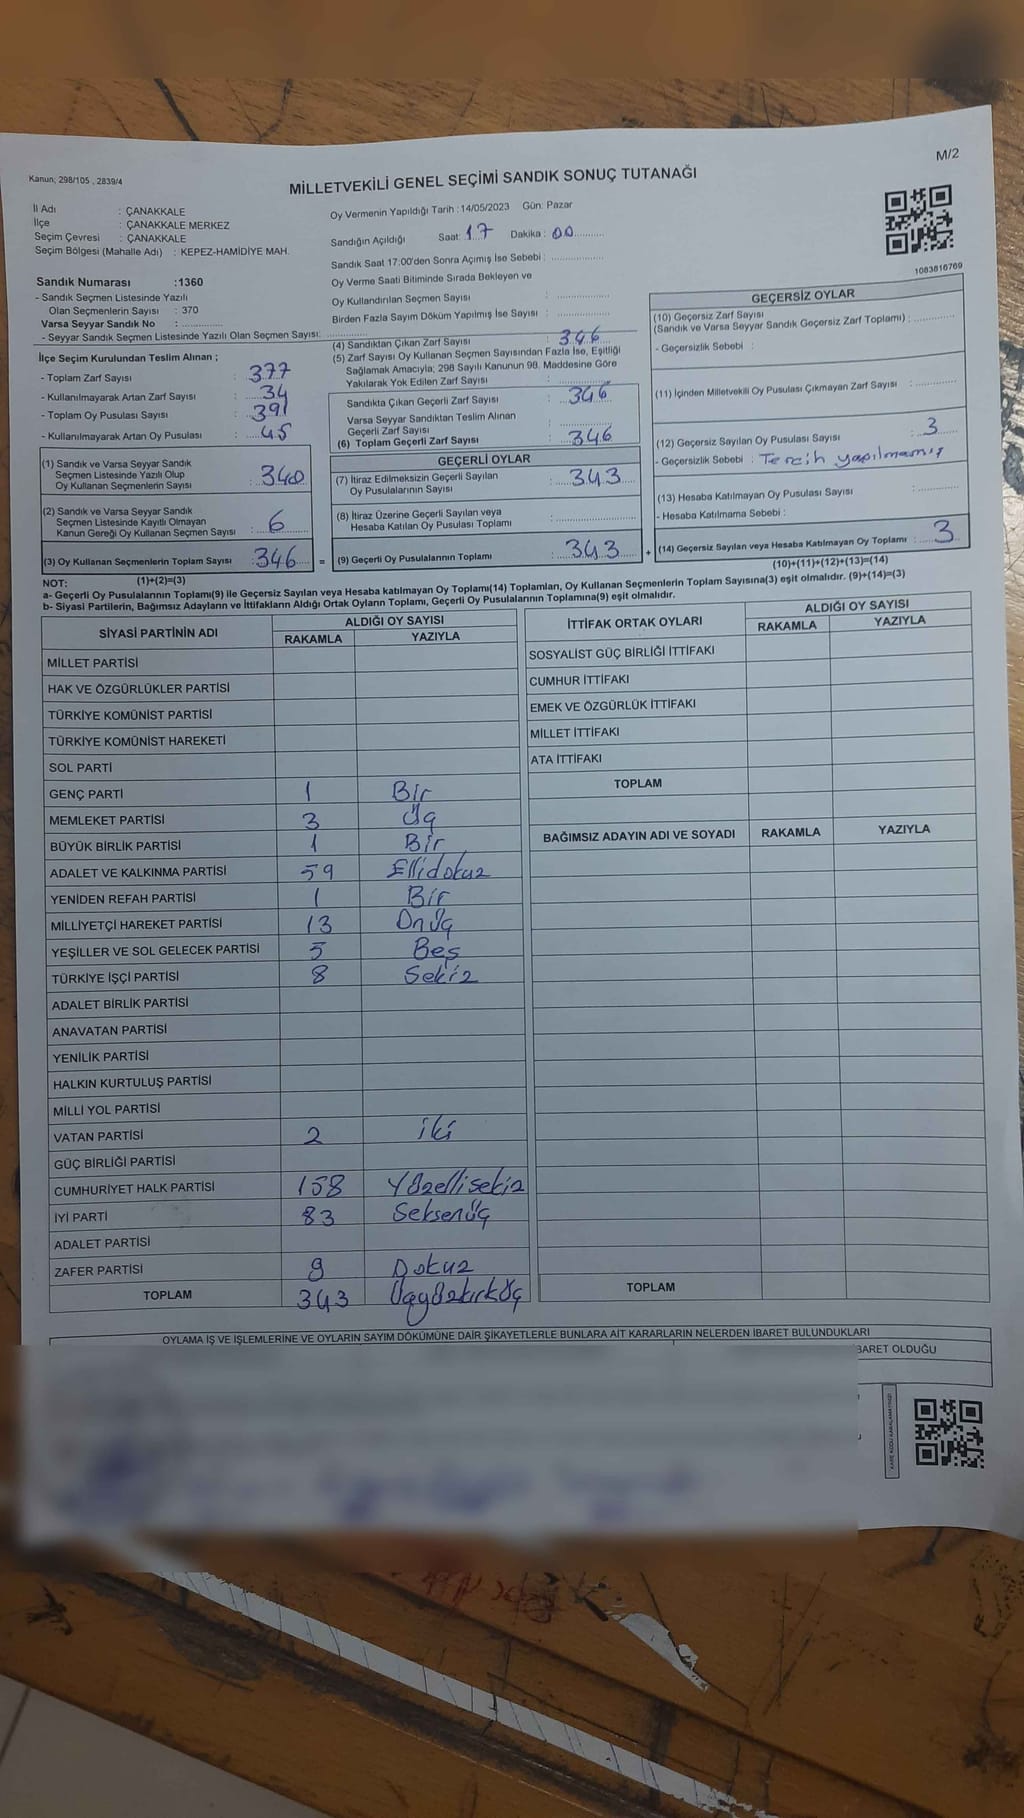 M/2
Kanun; 298/105 , 2839/4
MİLLETVEKİLİ GENEL SEÇİMİ SANDIK SONUÇ TUTANAĞI
İl Adı : ÇANAKKALE
İlçe : ÇANAKKALE MERKEZ
Seçim Çevresi : ÇANAKKALE
Seçim Bölgesi (Mahalle Adı) : KEPEZ-HAMİDİYE MAH.
Oy Vermenin Yapıldığı Tarih :14/05/2023 Gün: Pazar
Sandığın Açıldığı Saat: 17 Dakika : 00
Sandık Saat 17:00'den Sonra Açımış İse Sebebi :
Oy Verme Saati Bitiminde Sırada Bekleyen ve
Oy Kullandırılan Seçmen Sayısı :
Birden Fazla Sayım Döküm Yapılmış İse Sayısı :
1083816769
Sandık Numarası :1360
- Sandık Seçmen Listesinde Yazılı
Olan Seçmenlerin Sayısı : 370
Varsa Seyyar Sandık No :
- Seyyar Sandık Seçmen Listesinde Yazılı Olan Seçmen Sayısı:
İlçe Seçim Kurulundan Teslim Alınan ;
- Toplam Zarf Sayısı : 377
- Kullanılmayarak Artan Zarf Sayısı : 34
- Toplam Oy Pusulası Sayısı : 391
- Kullanılmayarak Artan Oy Pusulası : 45
(1) Sandık ve Varsa Seyyar Sandık
Seçmen Listesinde Yazılı Olup
Oy Kullanan Seçmenlerin Sayısı : 340
(2) Sandık ve Varsa Seyyar Sandık
Seçmen Listesinde Kayıtlı Olmayan
Kanun Gereği Oy Kullanan Seçmen Sayısı : 6
(3) Oy Kullanan Seçmenlerin Toplam Sayısı : 346 =
(1)+(2)=(3)
(4) Sandıktan Çıkan Zarf Sayısı : 346
(5) Zarf Sayısı Oy Kullanan Seçmen Sayısından Fazla İse, Eşitliği
Sağlamak Amacıyla; 298 Sayılı Kanunun 98. Maddesine Göre
Yakılarak Yok Edilen Zarf Sayısı :
Sandıkta Çıkan Geçerli Zarf Sayısı : 346
Varsa Seyyar Sandıktan Teslim Alınan
Geçerli Zarf Sayısı :
(6) Toplam Geçerli Zarf Sayısı : 346
GEÇERLİ OYLAR
(7) İtiraz Edilmeksizin Geçerli Sayılan
Oy Pusulalarının Sayısı : 343
(8) İtiraz Üzerine Geçerli Sayılan veya
Hesaba Katılan Oy Pusulası Toplamı :
(9) Geçerli Oy Pusulalarının Toplamı : 343 +
GEÇERSİZ OYLAR
(10) Geçersiz Zarf Sayısı
(Sandık ve Varsa Seyyar Sandık Geçersiz Zarf Toplamı) :
- Geçersizlik Sebebi :
(11) İçinden Milletvekili Oy Pusulası Çıkmayan Zarf Sayısı :
(12) Geçersiz Sayılan Oy Pusulası Sayısı : 3
- Geçersizlik Sebebi : Tercih yapılmamış
(13) Hesaba Katılmayan Oy Pusulası Sayısı :
- Hesaba Katılmama Sebebi :
(14) Geçersiz Sayılan veya Hesaba Katılmayan Oy Toplamı : 3
(10)+(11)+(12)+(13)=(14)
NOT:
a- Geçerli Oy Pusulalarının Toplamı(9) ile Geçersiz Sayılan veya Hesaba katılmayan Oy Toplamı(14) Toplamları, Oy Kullanan Seçmenlerin Toplam Sayısına(3) eşit olmalıdır. (9)+(14)=(3)
b- Siyasi Partilerin, Bağımsız Adayların ve İttifakların Aldığı Ortak Oyların Toplamı, Geçerli Oy Pusulalarının Toplamına(9) eşit olmalıdır.
SİYASİ PARTİNİN ADI ALDIĞI OY SAYISI
RAKAMLA YAZIYLA
MİLLET PARTİSİ
HAK VE ÖZGÜRLÜKLER PARTİSİ
TÜRKİYE KOMÜNİST PARTİSİ
TÜRKİYE KOMÜNİST HAREKETİ
SOL PARTİ
GENÇ PARTİ 1 Bir
MEMLEKET PARTİSİ 3 Üç
BÜYÜK BİRLİK PARTİSİ 1 Bir
ADALET VE KALKINMA PARTİSİ 59 Ellidokuz
YENİDEN REFAH PARTİSİ 1 Bir
MİLLİYETÇİ HAREKET PARTİSİ 13 Onüç
YEŞİLLER VE SOL GELECEK PARTİSİ 5 Beş
TÜRKİYE İŞÇİ PARTİSİ 8 Sekiz
ADALET BİRLİK PARTİSİ
ANAVATAN PARTİSİ
YENİLİK PARTİSİ
HALKIN KURTULUŞ PARTİSİ
MİLLİ YOL PARTİSİ
VATAN PARTİSİ 2 iki
GÜÇ BİRLİĞİ PARTİSİ
CUMHURİYET HALK PARTİSİ 158 Yüzellisekiz
İYİ PARTİ 83 Seksenüç
ADALET PARTİSİ
ZAFER PARTİSİ 9 Dokuz
TOPLAM 343 Üçyüzkırküç
İTTİFAK ORTAK OYLARI ALDIĞI OY SAYISI
RAKAMLA YAZIYLA
SOSYALİST GÜÇ BİRLİĞİ İTTİFAKI
CUMHUR İTTİFAKI
EMEK VE ÖZGÜRLÜK İTTİFAKI
MİLLET İTTİFAKI
ATA İTTİFAKI
TOPLAM
BAĞIMSIZ ADAYIN ADI VE SOYADI RAKAMLA YAZIYLA
TOPLAM
OYLAMA İŞ VE İŞLEMLERİNE VE OYLARIN SAYIM DÖKÜMÜNE DAİR ŞİKAYETLERLE BUNLARA AİT KARARLARIN NELERDEN İBARET BULUNDUKLARI
BARET OLDUĞU